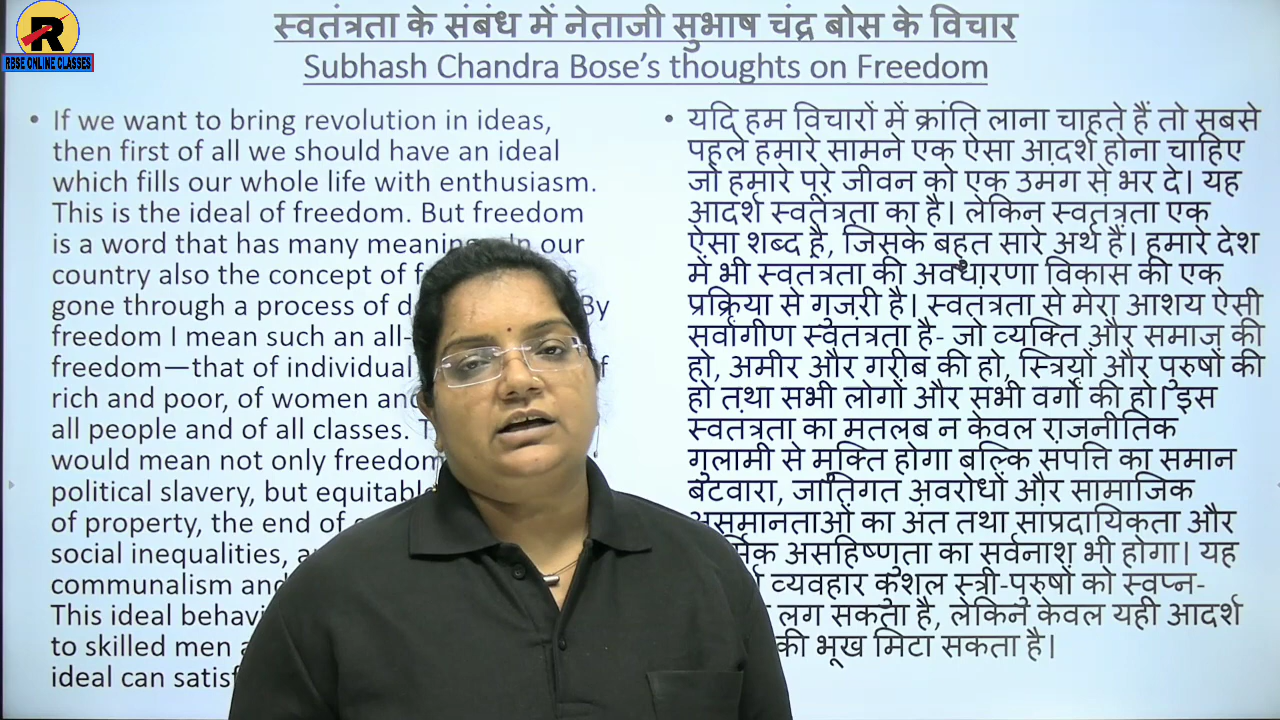 R
RBSE ONLINE CLASSES
स्वतंत्रता के संबंध में नेताजी सुभाष चंद्र बोस के विचार
Subhash Chandra Bose's thoughts on Freedom
• If we want to bring revolution in ideas,
then first of all we should have an ideal
which fills our whole life with enthusiasm.
This is the ideal of freedom. But freedom
is a word that has many meanings. In our
country also the concept of
gone through a process of By
freedom I mean such an all-
freedom—that of individual
rich and poor, of women and
all people and of all classes.
would mean not only freedom
political slavery, but equitable
of property, the end of
social inequalities,
communalism and
This ideal
to skilled men
ideal can
• यदि हम विचारों में क्रांति लाना चाहते हैं तो सबसे
पहले हमारे सामने एक ऐसा आदर्श होना चाहिए
जो हमारे पूरे जीवन को एक उमंग से भर दे। यह
आदर्श स्वतंत्रता का है। लेकिन स्वतंत्रता एक
ऐसा शब्द है, जिसके बहुत सारे अर्थ हैं। हमारे देश
में भी स्वतंत्रता की अवधारणा विकास की एक
प्रक्रिया से गुजरी है। स्वतंत्रता से मेरा आशय ऐसी
सर्वांगीण स्वतंत्रता है- जो व्यक्ति और समाज की
हो, अमीर और गरीब की हो, स्त्रियों और पुरुषों की
हो तथा सभी लोगों और सभी वर्गों की हो। इस
स्वतंत्रता का मतलब न केवल राजनीतिक
गुलामी से मुक्ति होगा बल्कि संपत्ति का समान
बंटवारा, जातिगत अवरोधों और सामाजिक
असमानताओं का अंत तथा सांप्रदायिकता और
असहिष्णुता का सर्वनाश भी होगा। यह
व्यवहार कुशल स्त्री-पुरुषों को स्वप्न-
लग सकता है, लेकिन केवल यही आदर्श
की भूख मिटा सकता है।